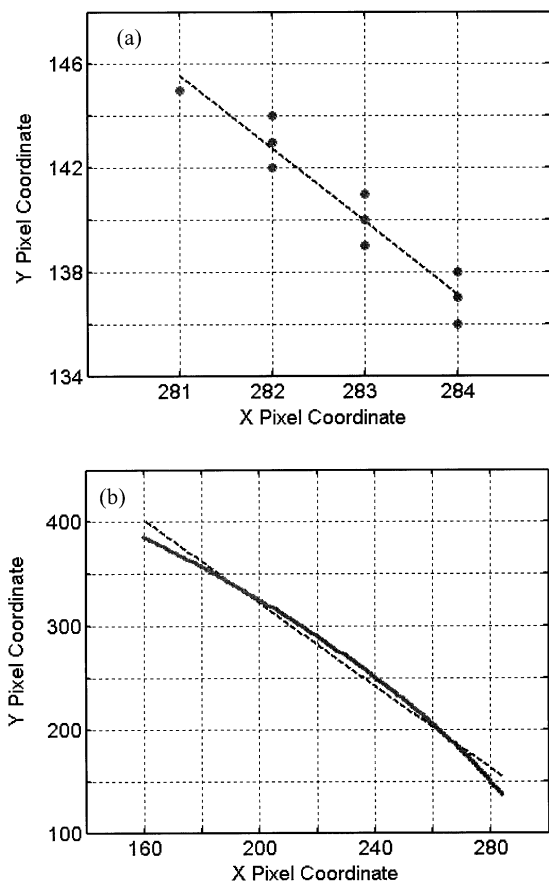 (a)
146
142
138
134
Y Pixel Coordinate
281 282 283 284
X Pixel Coordinate
(b)
400
300
200
100
Y Pixel Coordinate
160 200 240 280
X Pixel Coordinate